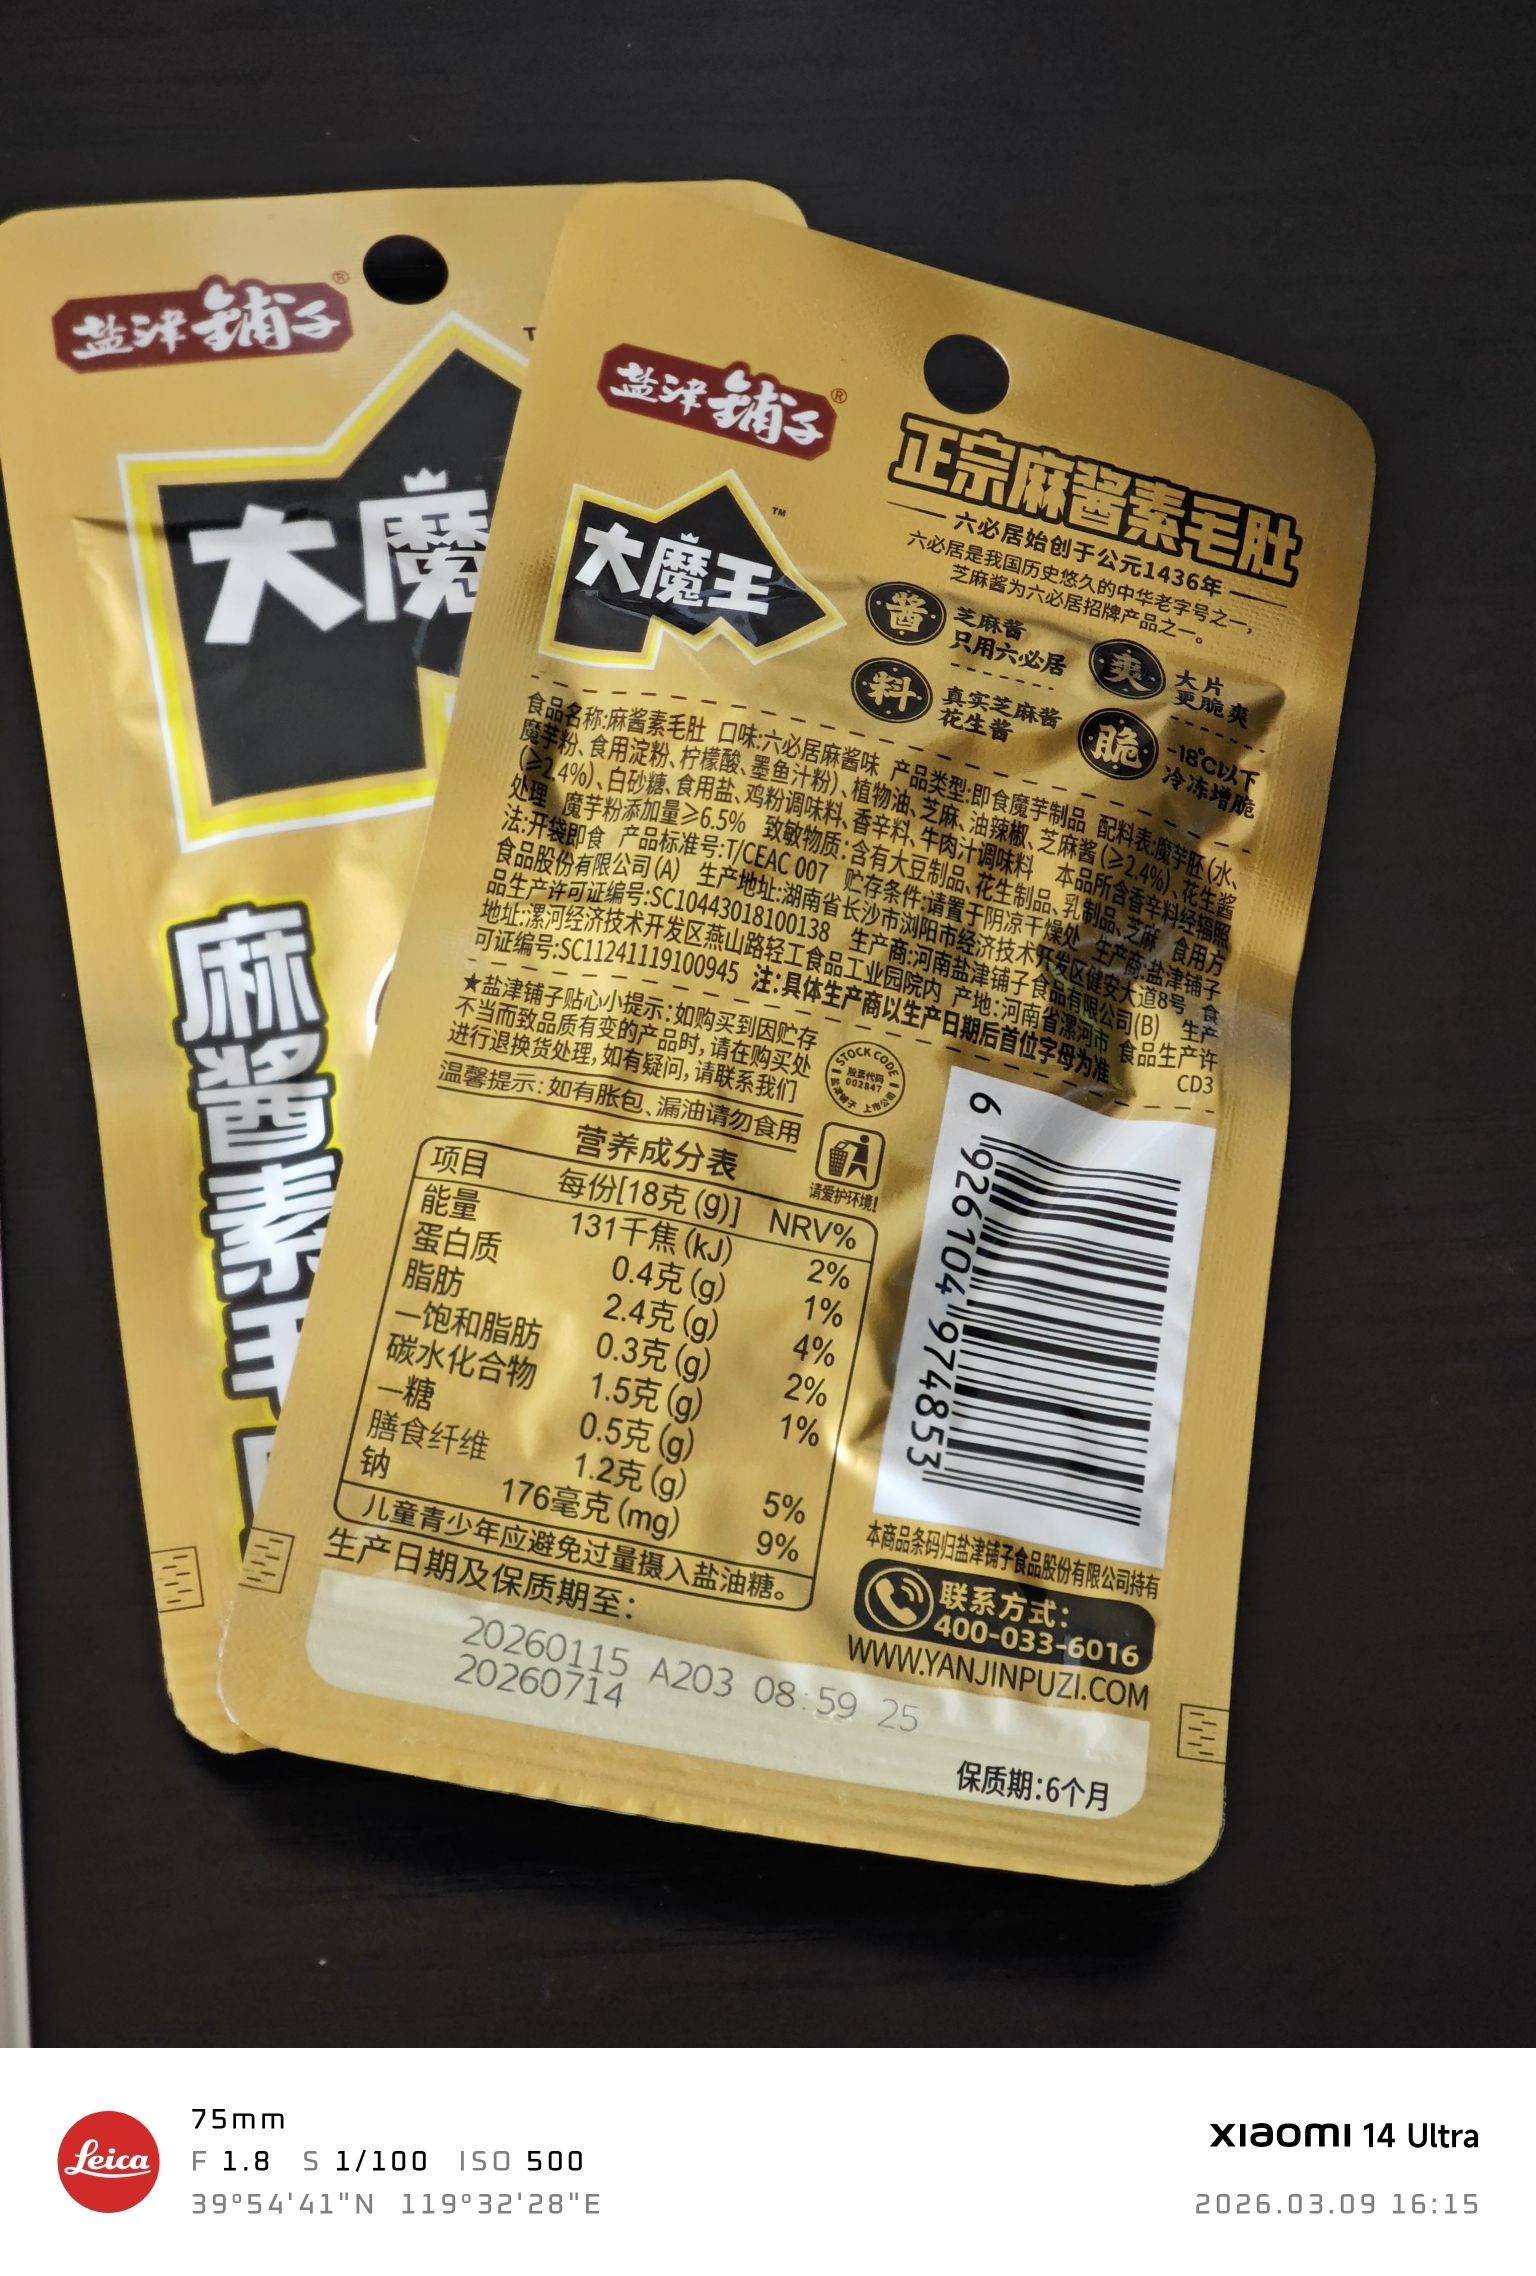 盐津铺子®
大魔
麻酱素毛
盐津铺子®
大魔王™
正宗麻酱素毛肚
六必居始创于公元1436年
六必居是我国历史悠久的中华老字号之一,
芝麻酱为六必居招牌产品之一。
酱 芝麻酱
只用六必居
爽 大片
更脆爽
料 真实芝麻酱
花生酱
脆 -18℃以下
冷冻增脆
食品名称:麻酱素毛肚 口味:六必居麻酱味 产品类型:即食魔芋制品 配料表:魔芋胚(水、
魔芋粉、食用淀粉、柠檬酸、墨鱼汁粉)、植物油、芝麻、油辣椒、芝麻酱(≥2.4%)、花生酱
(≥2.4%)、白砂糖、食用盐、鸡粉调味料、香辛料、牛肉汁调味料 本品所含香辛料经辐照
处理 魔芋粉添加量≥6.5% 致敏物质:含有大豆制品、花生制品、乳制品、芝麻 食用方
法:开袋即食 产品标准号:T/CEAC 007 贮存条件:请置于阴凉干燥处 生产商:盐津铺子
食品股份有限公司(A) 生产地址:湖南省长沙市浏阳市经济技术开发区健安大道8号 食
品生产许可证编号:SC10443018100138 生产商:河南盐津铺子食品有限公司(B) 生产
地址:漯河经济技术开发区燕山路轻工食品工业园院内 产地:河南省漯河市 食品生产许
可证编号:SC11241119100945 注:具体生产商以生产日期后首位字母为准
CD3
★盐津铺子贴心小提示:如购买到因贮存
不当而致品质有变的产品时,请在购买处
进行退换货处理,如有疑问,请联系我们
温馨提示:如有胀包、漏油请勿食用
STOCK CODE
股票代码
002847
盐津铺子 上市公司
请爱护环境!
营养成分表
项目 每份[18克(g)] NRV%
能量 131千焦(kJ) 2%
蛋白质 0.4克(g) 1%
脂肪 2.4克(g) 4%
—饱和脂肪 0.3克(g) 2%
碳水化合物 1.5克(g) 1%
—糖 0.5克(g)
膳食纤维 1.2克(g) 5%
钠 176毫克(mg) 9%
儿童青少年应避免过量摄入盐油糖。
6 926104 974853
本商品条码归盐津铺子食品股份有限公司持有
联系方式:
400-033-6016
WWW.YANJINPUZI.COM
生产日期及保质期至:
20260115 A203 08:59 25
20260714
保质期:6个月
Leica
75mm
F 1.8 S 1/100 ISO 500
39°54'41"N 119°32'28"E
xiaomi 14 Ultra
2026.03.09 16:15